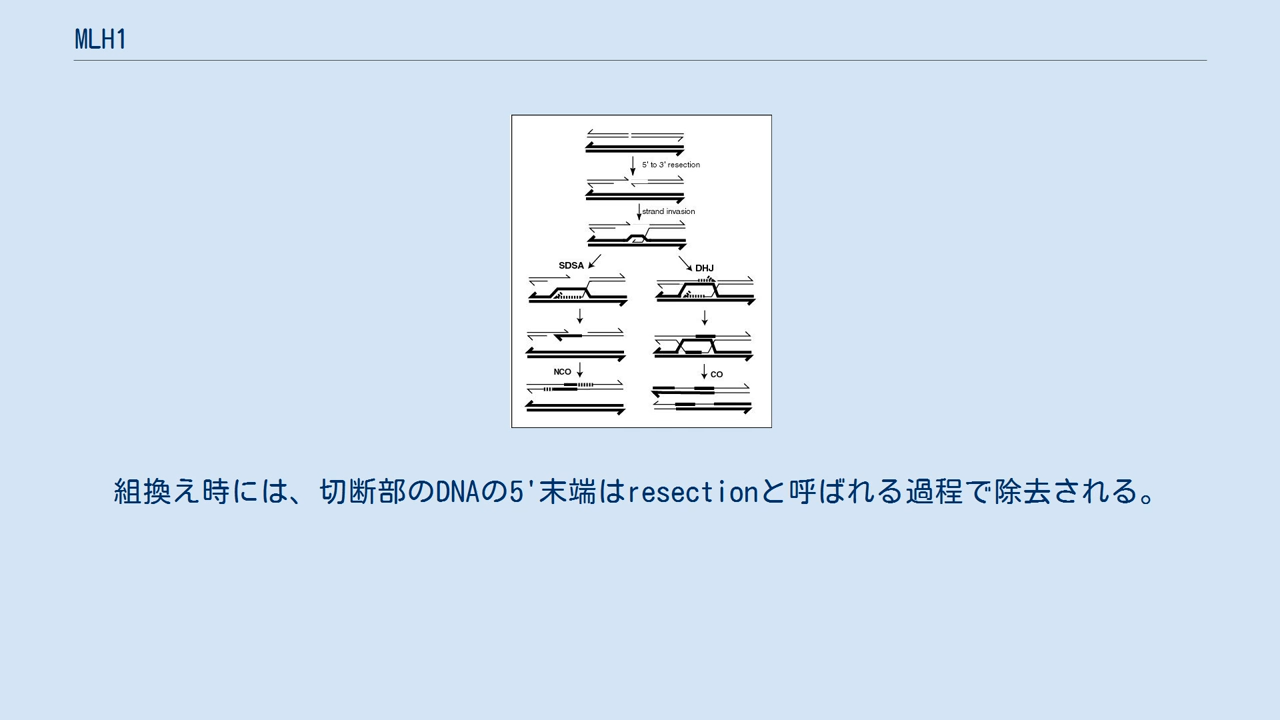 MLH1
5' to 3' resection
strand invasion
SDSA
DHJ
NCO
CO
組換え時には、切断部のDNAの5'末端はresectionと呼ばれる過程で除去される。